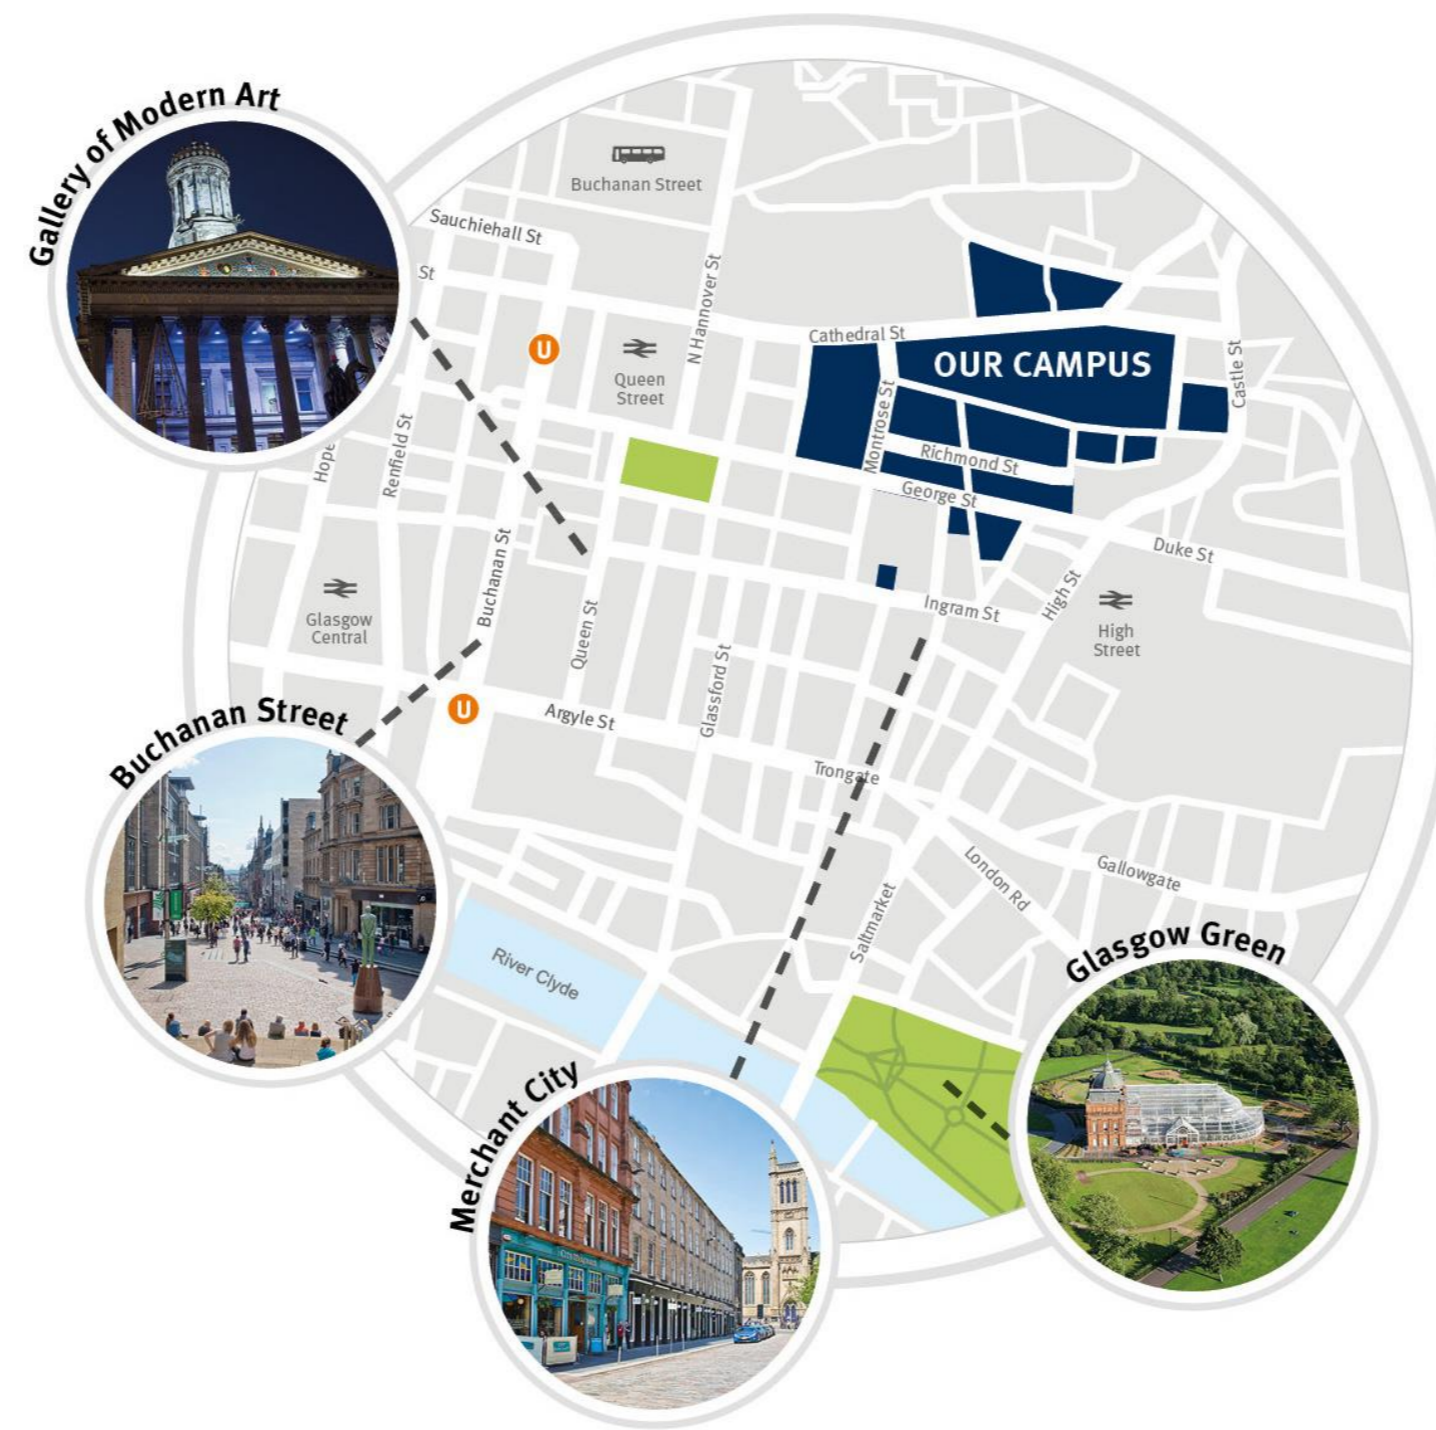 Gallery of Modern Art
Buchanan Street
Sauchiehall St
St
N Hannover St
U
Queen
Street
Cathedral St
OUR CAMPUS
Castle St
Montrose St
Richmond St
George St
Hope
Renfield St
Buchanan St
Duke St
Glasgow
Central
Queen St
Ingram St
High St
High
Street
Glassford St
U
Argyle St
Buchanan Street
Trongate
London Rd
Gallowgate
Saltmarket
River Clyde
Glasgow Green
Merchant City